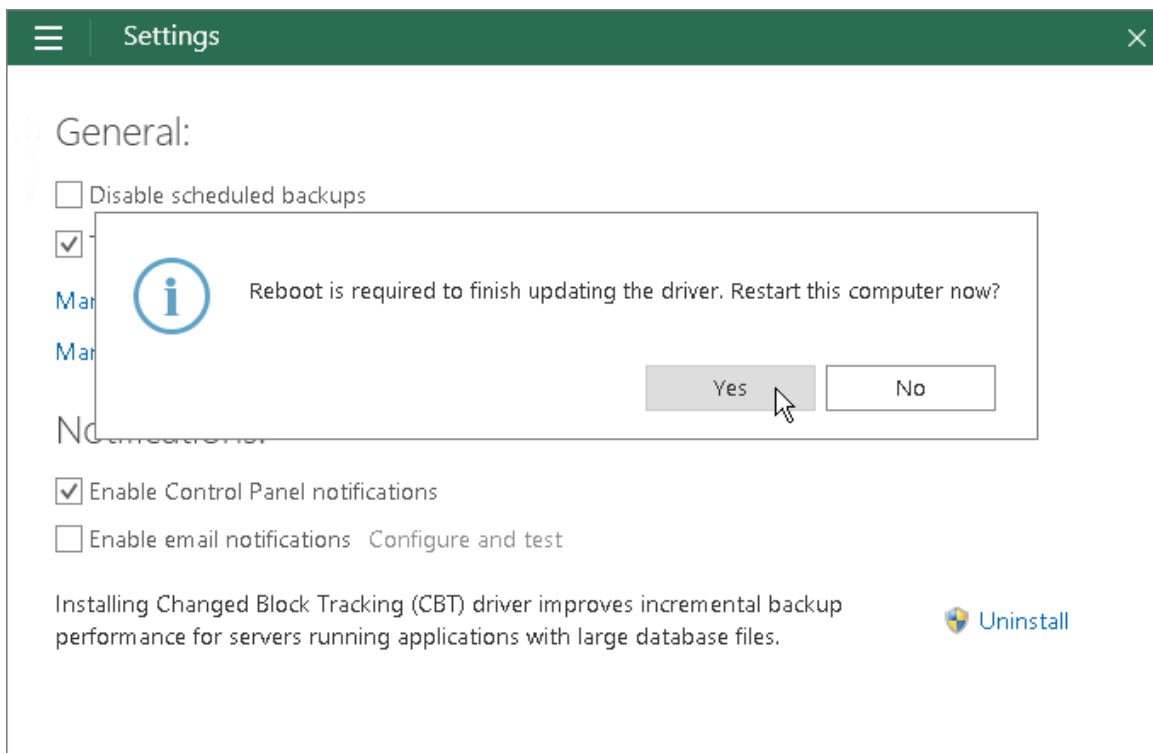 Settings
General:
Disable scheduled backups
Reboot is required to finish updating the driver. Restart this computer now?
Yes No
Enable Control Panel notifications
Enable email notifications Configure and test
Installing Changed Block Tracking (CBT) driver improves incremental backup
performance for servers running applications with large database files.
Uninstall